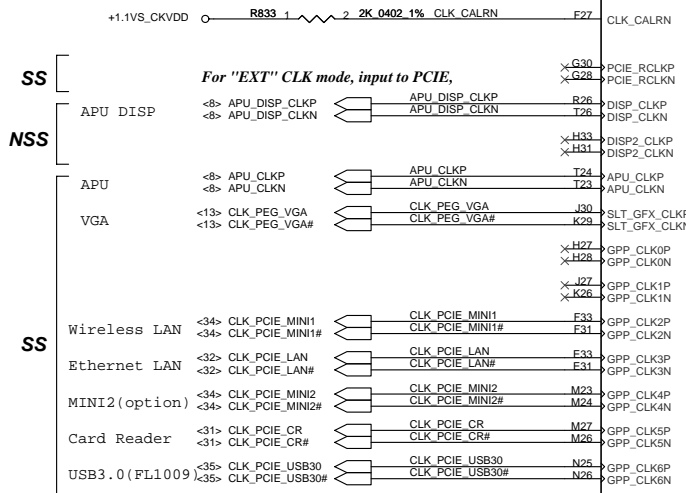 +1.1VS_CKVDD R833 1 2 2K_0402_1% CLK_CALRN F27 CLK_CALRN
G30 PCIE_RCLKP
SS For "EXT" CLK mode, input to PCIE, G28 PCIE_RCLKN
APU DISP <8> APU_DISP_CLKP APU_DISP_CLKP R26 DISP_CLKP
<8> APU_DISP_CLKN APU_DISP_CLKN T26 DISP_CLKN
NSS
H33 DISP2_CLKP
H31 DISP2_CLKN
APU <8> APU_CLKP APU_CLKP T24 APU_CLKP
<8> APU_CLKN APU_CLKN T23 APU_CLKN
VGA <13> CLK_PEG_VGA CLK_PEG_VGA J30 SLT_GFX_CLKP
<13> CLK_PEG_VGA# CLK_PEG_VGA# K29 SLT_GFX_CLKN
H27 GPP_CLK0P
H28 GPP_CLK0N
J27 GPP_CLK1P
K26 GPP_CLK1N
Wireless LAN <34> CLK_PCIE_MINI1 CLK_PCIE_MINI1 F33 GPP_CLK2P
<34> CLK_PCIE_MINI1# CLK_PCIE_MINI1# F31 GPP_CLK2N
SS
Ethernet LAN <32> CLK_PCIE_LAN CLK_PCIE_LAN E33 GPP_CLK3P
<32> CLK_PCIE_LAN# CLK_PCIE_LAN# E31 GPP_CLK3N
MINI2(option) <34> CLK_PCIE_MINI2 CLK_PCIE_MINI2 M23 GPP_CLK4P
<34> CLK_PCIE_MINI2# CLK_PCIE_MINI2# M24 GPP_CLK4N
Card Reader <31> CLK_PCIE_CR CLK_PCIE_CR M27 GPP_CLK5P
<31> CLK_PCIE_CR# CLK_PCIE_CR# M26 GPP_CLK5N
USB3.0(FL1009) <35> CLK_PCIE_USB30 CLK_PCIE_USB30 N25 GPP_CLK6P
<35> CLK_PCIE_USB30# CLK_PCIE_USB30# N26 GPP_CLK6N